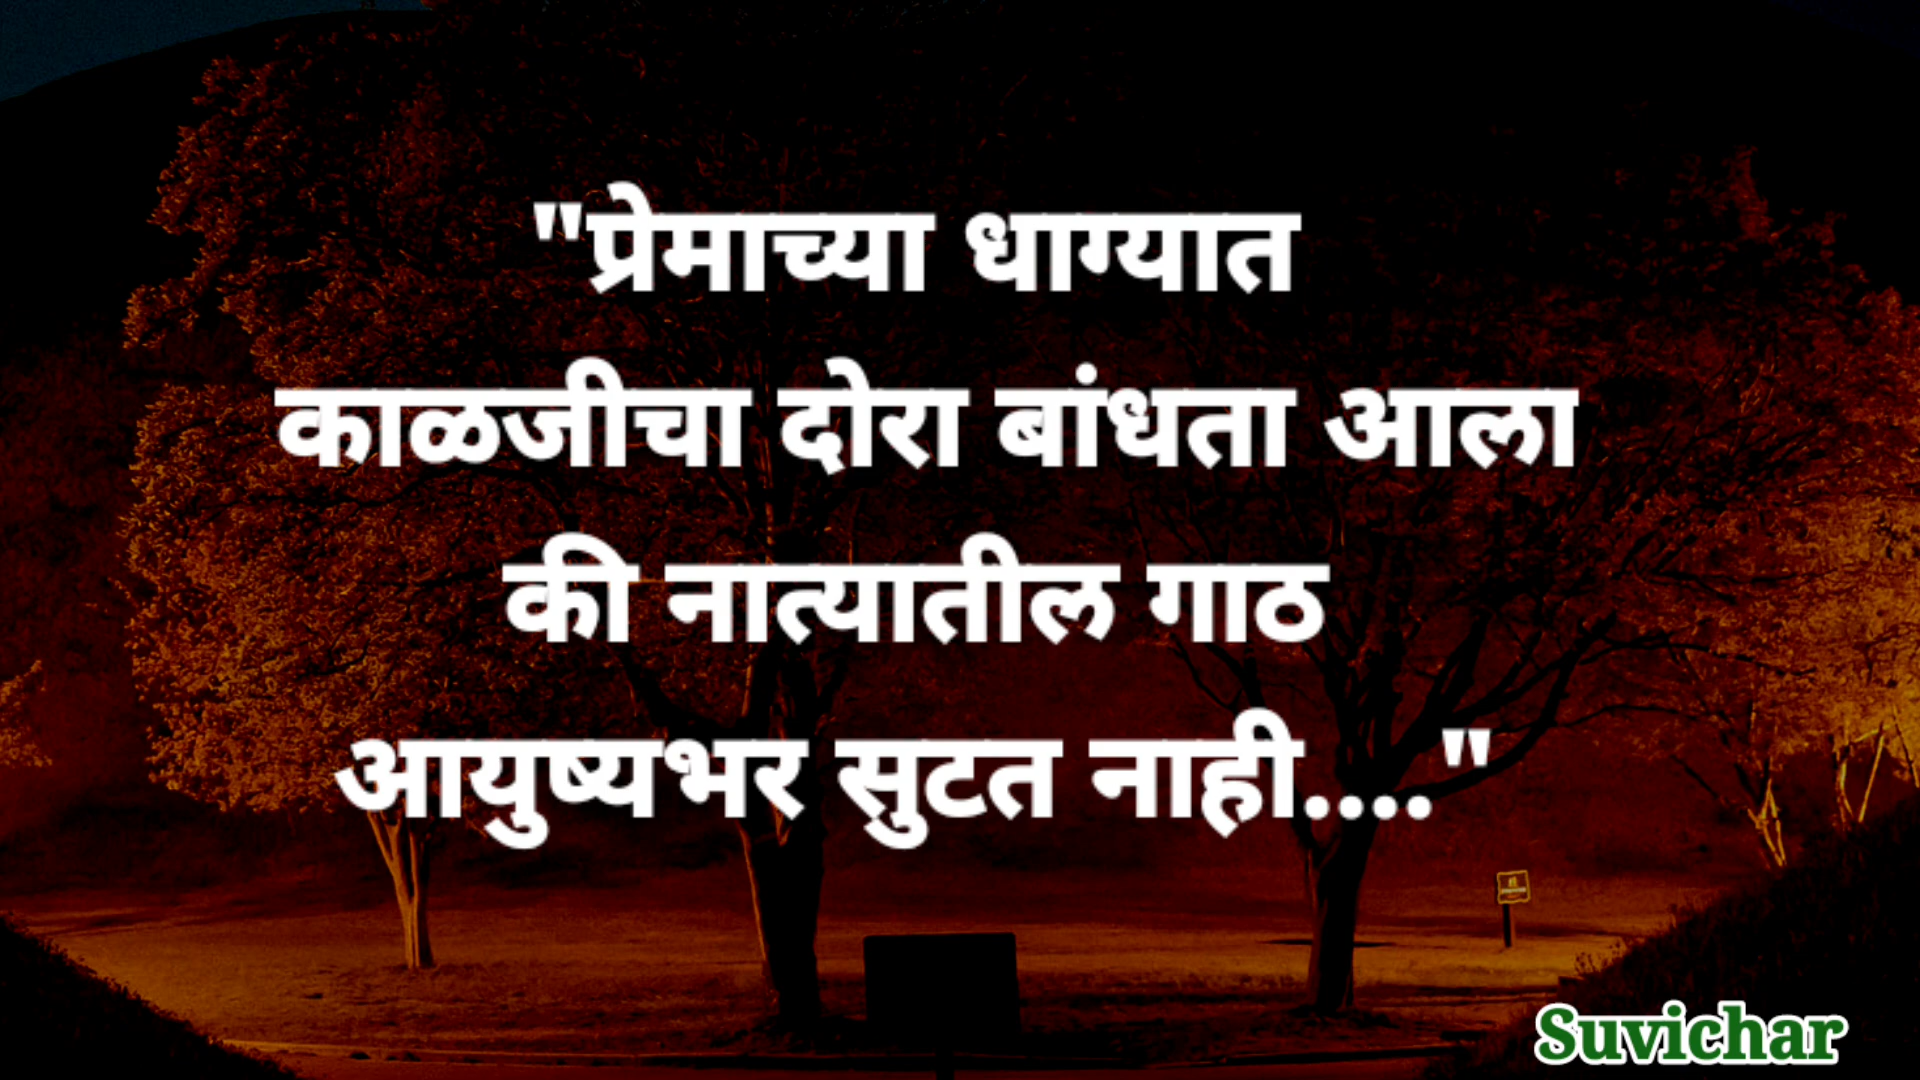 "प्रेमाच्या धाग्यात
काळजीचा दोरा बांधता आला
की नात्यातील गाठ
आयुष्यभर सुटत नाही...."
Suvichar